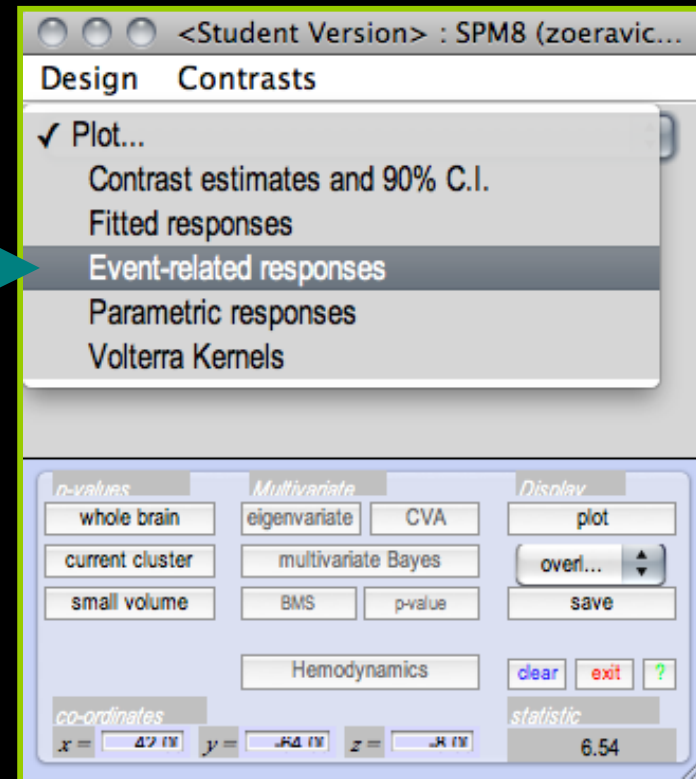 <Student Version> : SPM8 (zoeravic...
Design Contrasts
✓ Plot...
Contrast estimates and 90% C.I.
Fitted responses
Event-related responses
Parametric responses
Volterra Kernels
p-values Multivariate Display
whole brain eigenvariate CVA plot
current cluster multivariate Bayes overl...
small volume BMS p-value save
Hemodynamics clear exit ?
co-ordinates statistic
x = y = z = 6.54